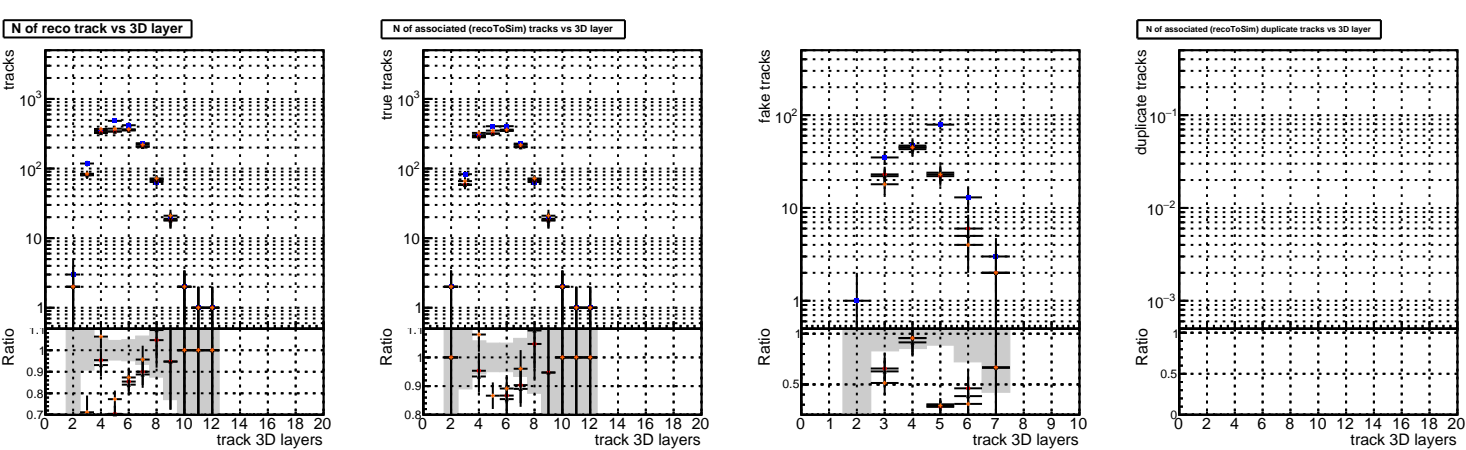 N of reco track vs 3D layer
tracks
10³
10²
10
1
Ratio
1.1
1
0.9
0.8
0.7
0 2 4 6 8 10 12 14 16 18 20
track 3D layers
N of associated (recoToSim) tracks vs 3D layer
true tracks
10³
10²
10
1
Ratio
1.1
1
0.9
0.8
0 2 4 6 8 10 12 14 16 18 20
track 3D layers
fake tracks
10²
10
1
Ratio
1
0.5
0 1 2 3 4 5 6 7 8 9 10
track 3D layers
N of associated (recoToSim) duplicate tracks vs 3D layer
duplicate tracks
10⁻¹
10⁻²
10⁻³
Ratio
1
0.5
0
0 2 4 6 8 10 12 14 16 18 20
track 3D layers